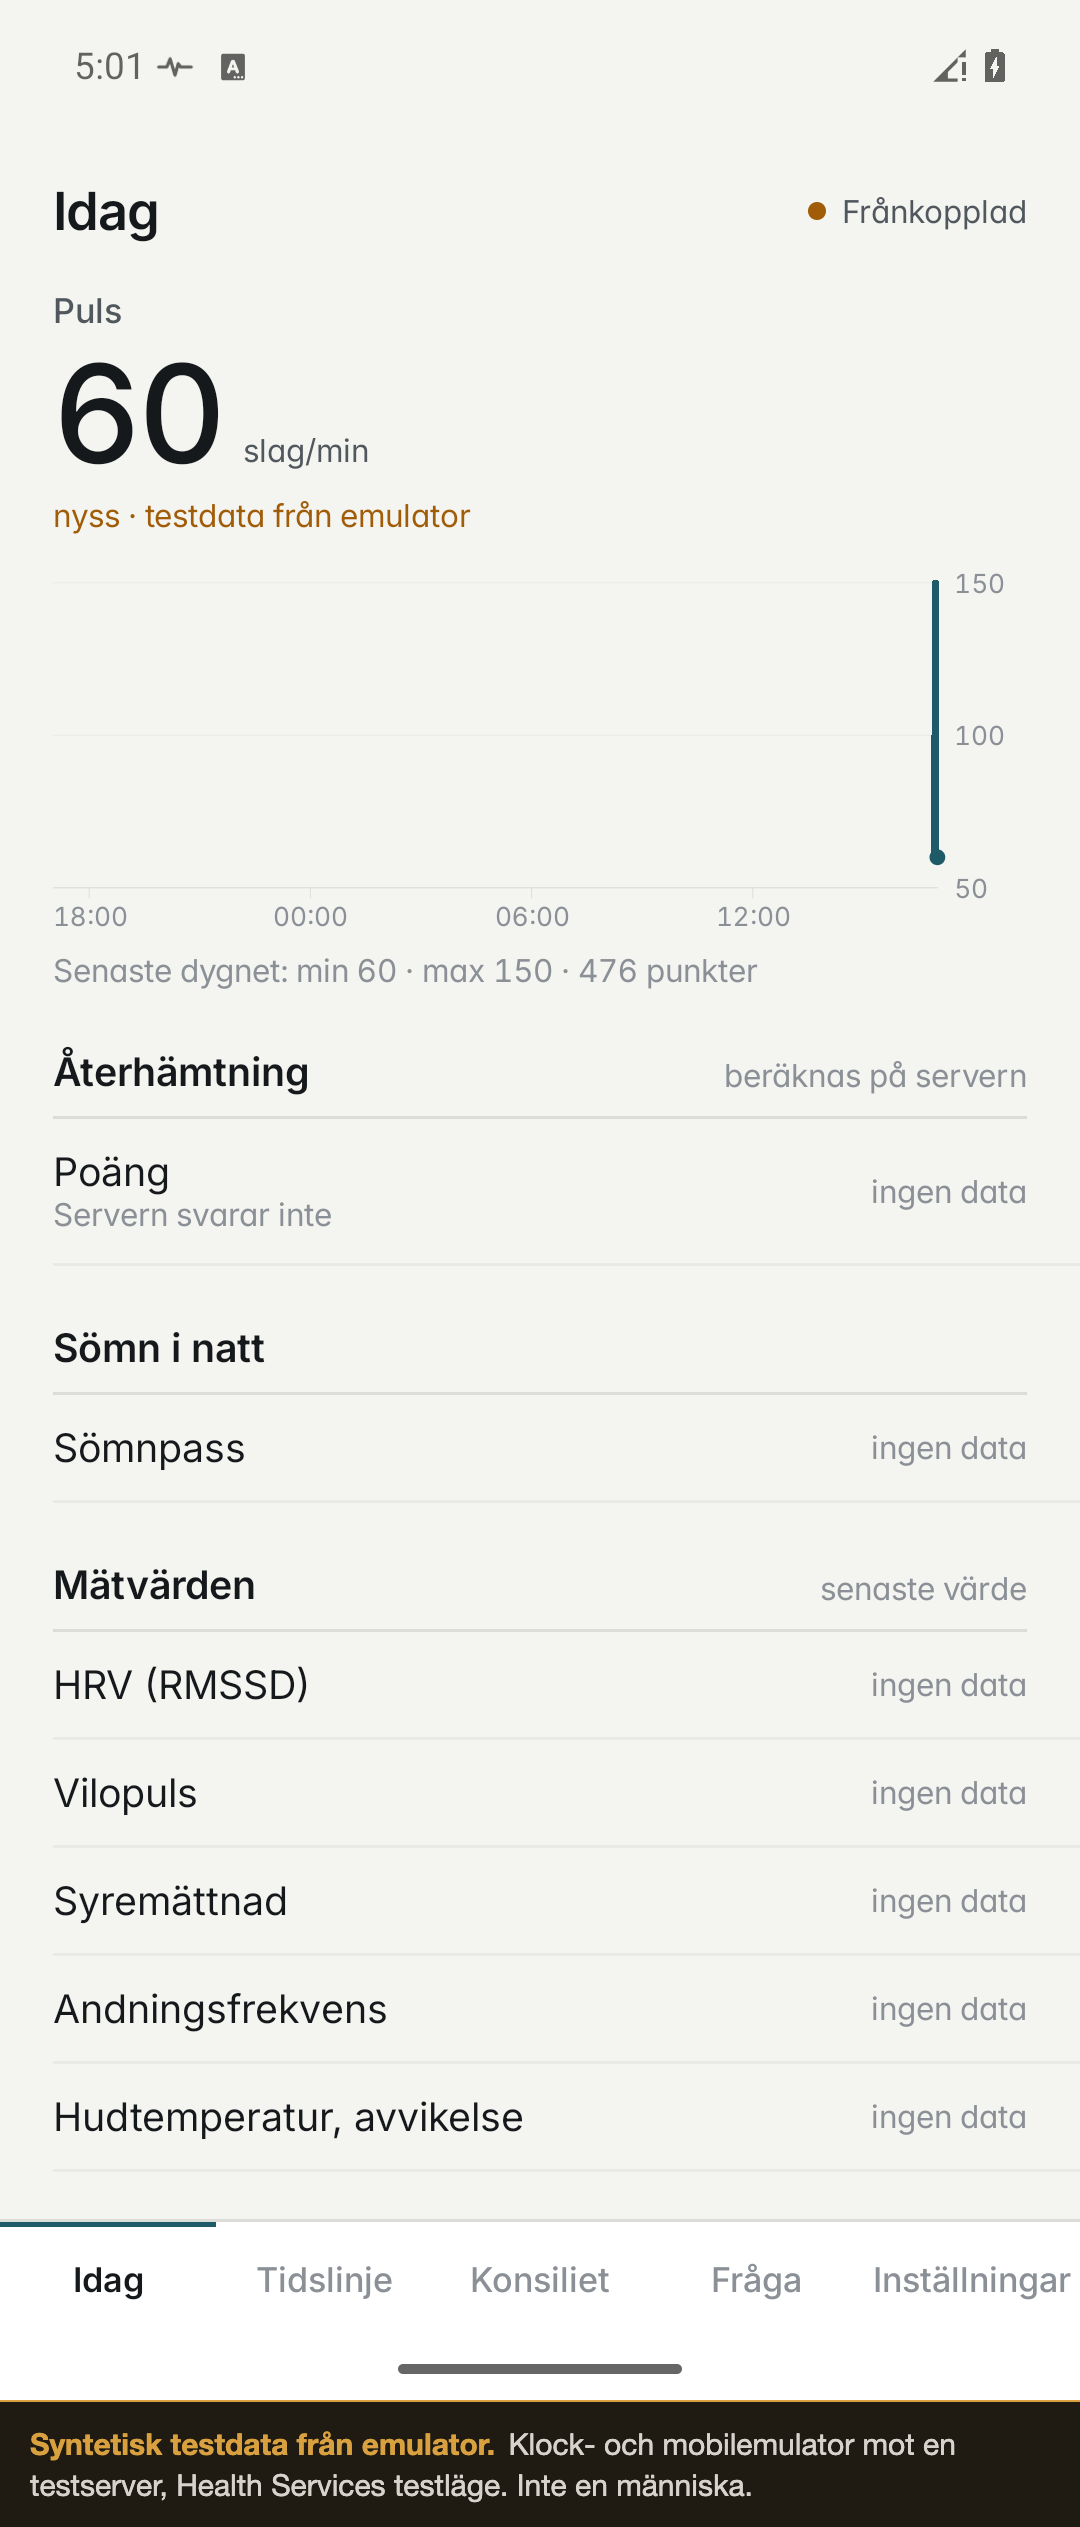 5:01
Idag
Frånkopplad
Puls
60 slag/min
nyss · testdata från emulator
150
100
50
18:00 00:00 06:00 12:00
Senaste dygnet: min 60 · max 150 · 476 punkter
Återhämtning beräknas på servern
Poäng
Servern svarar inte
ingen data
Sömn i natt
Sömnpass ingen data
Mätvärden senaste värde
HRV (RMSSD) ingen data
Vilopuls ingen data
Syremättnad ingen data
Andningsfrekvens ingen data
Hudtemperatur, avvikelse ingen data
Idag Tidslinje Konsiliet Fråga Inställningar
Syntetisk testdata från emulator. Klock- och mobilemulator mot en
testserver, Health Services testläge. Inte en människa.